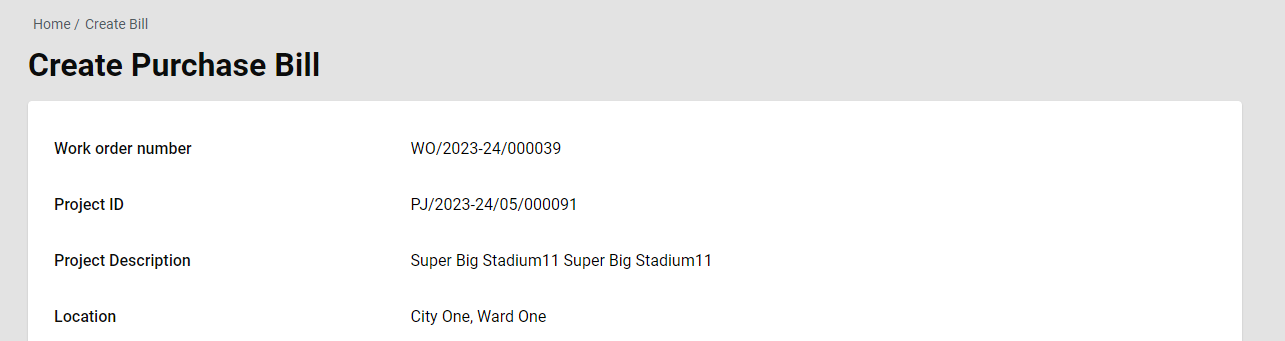 Home / Create Bill
Create Purchase Bill
Work order number WO/2023-24/000039
Project ID PJ/2023-24/05/000091
Project Description Super Big Stadium11 Super Big Stadium11
Location City One, Ward One